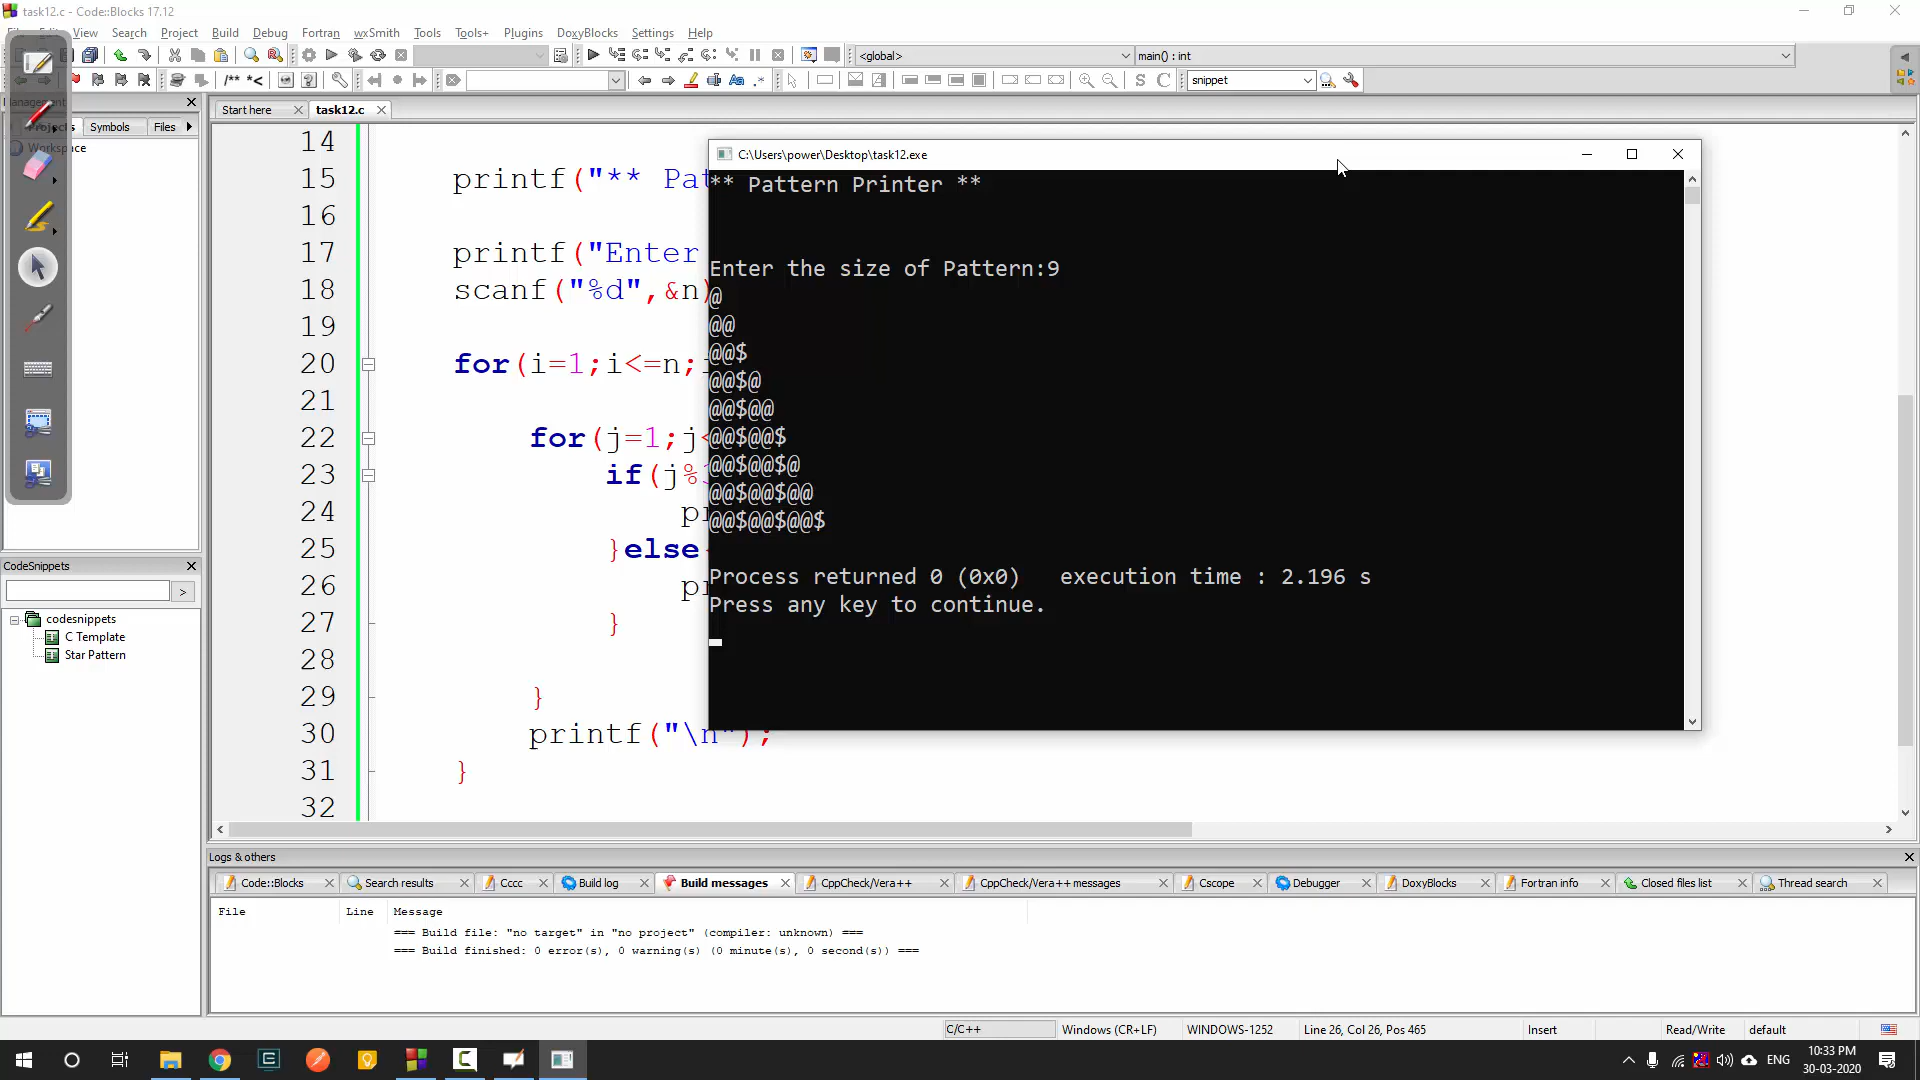 task12.c - Code::Blocks 17.12
View Search Project Build Debug Fortran wxSmith Tools Tools+ Plugins DoxyBlocks Settings Help
<global>
main() : int
/** *<
Aa .*
S C
snippet
Projects Symbols Files
Workspace
Start here
task12.c
14
15 printf("** Pat
16
17 printf("Enter
18 scanf("%d",&n)
19
20 for(i=1;i<=n;
21
22 for(j=1;j<
23 if(j%
24 pr
25 }else{
26 pr
27 }
28
29 }
30 printf("\n");
31 }
32
C:\Users\power\Desktop\task12.exe
** Pattern Printer **
Enter the size of Pattern:9
@
@@
@@$
@@$@
@@$@@
@@$@@$
@@$@@$@
@@$@@$@@
@@$@@$@@$
Process returned 0 (0x0) execution time : 2.196 s
Press any key to continue.
CodeSnippets
>
codesnippets
C Template
Star Pattern
Logs & others
Code::Blocks Search results Cccc Build log Build messages CppCheck/Vera++ CppCheck/Vera++ messages Cscope Debugger DoxyBlocks Fortran info Closed files list Thread search
File Line Message
=== Build file: "no target" in "no project" (compiler: unknown) ===
=== Build finished: 0 error(s), 0 warning(s) (0 minute(s), 0 second(s)) ===
C/C++ Windows (CR+LF) WINDOWS-1252 Line 26, Col 26, Pos 465 Insert Read/Write default
ENG
10:33 PM
30-03-2020